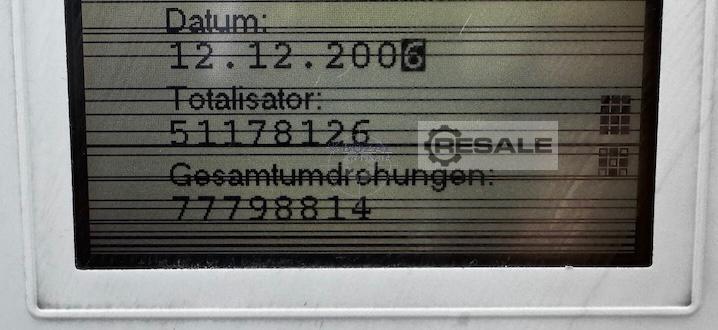 Datum:
12.12.2006
Totalisator:
51178126
RESALE
Gesamtumdrehungen:
77798814